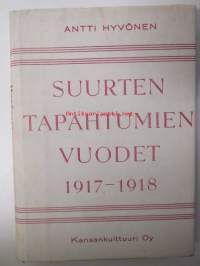 ANTTI HYVÖNEN
SUURTEN
TAPAHTUMIEN
VUODET
1917-1918
Kansankulttuuri Oy